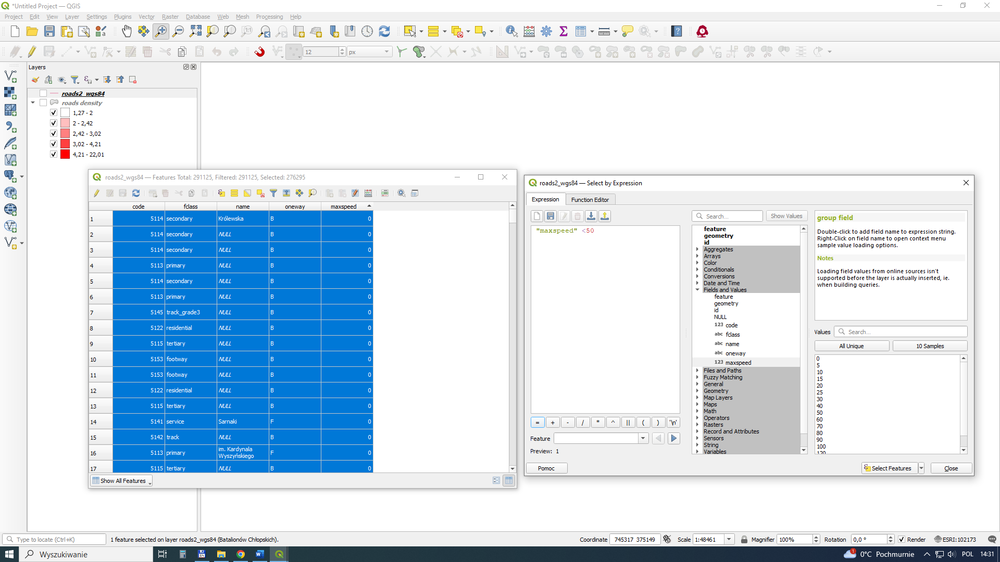 *Untitled Project — QGIS
Project Edit View Layer Settings Plugins Vector Raster Database Web Mesh Processing Help
12 px
Layers
roads2_wgs84
roads density
1,27 - 2
2 - 2,42
2,42 - 3,02
3,02 - 4,21
4,21 - 22,01
roads2_wgs84 — Features Total: 291125, Filtered: 291125, Selected: 276295
code fclass name oneway maxspeed
1 5114 secondary Królewska B 0
2 5114 secondary NULL B 0
3 5114 secondary NULL B 0
4 5113 primary NULL B 0
5 5114 secondary NULL B 0
6 5113 primary NULL B 0
7 5145 track_grade3 NULL B 0
8 5122 residential NULL B 0
9 5115 tertiary NULL B 0
10 5153 footway NULL B 0
11 5153 footway NULL B 0
12 5122 residential NULL B 0
13 5115 tertiary NULL B 0
14 5141 service Sarnaki F 0
15 5142 track NULL B 0
16 5113 primary im. Kardynala Wyszyńskiego F 0
17 5115 tertiary NULL B 0
Show All Features
roads2_wgs84 — Select by Expression
Expression Function Editor
"maxspeed" <50
= + - / * ^ || ( ) '\n'
Feature
Preview: 1
Pomoc
Search... Show Values
feature
geometry
id
Aggregates
Arrays
Color
Conditionals
Conversions
Date and Time
Fields and Values
feature
geometry
id
NULL
123 code
abc fclass
abc name
abc oneway
123 maxspeed
Files and Paths
Fuzzy Matching
General
Geometry
Map Layers
Maps
Math
Operators
Rasters
Record and Attributes
Sensors
String
Variables
group field
Double-click to add field name to expression string.
Right-Click on field name to open context menu
sample value loading options.
Notes
Loading field values from online sources isn't
supported before the layer is actually inserted, ie.
when building queries.
Values Search...
All Unique 10 Samples
0
5
10
15
20
25
30
40
50
60
70
80
90
100
120
Select Features Close
Type to locate (Ctrl+K) 1 feature selected on layer roads2_wgs84 (Batalionów Chłopskich). Coordinate 745317 375149 Scale 1:48461 Magnifier 100% Rotation 0,0 ° Render ESRI:102173
Wyszukiwanie 1 0°C Pochmurnie POL 14:31